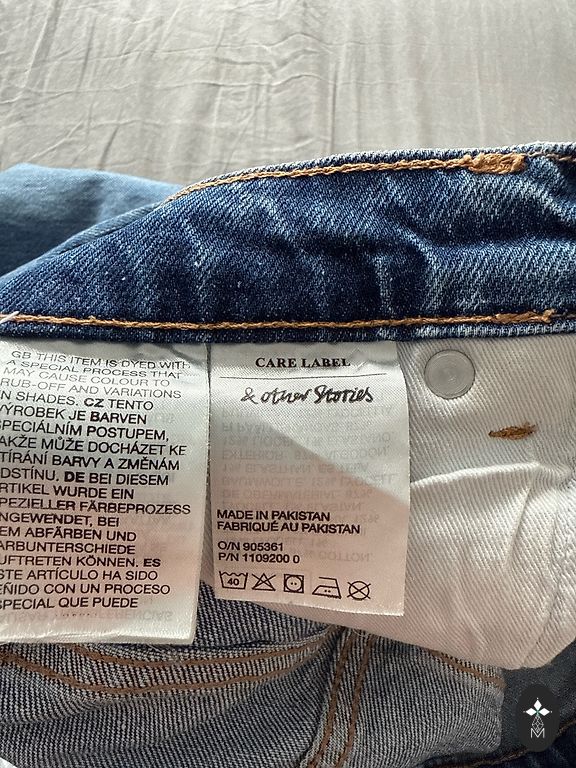 GB THIS ITEM IS DYED WITH
A SPECIAL PROCESS THAT
MAY CAUSE COLOUR TO
RUB-OFF AND VARIATIONS
EN SHADES. CZ TENTO
VÝROBEK JE BARVEN
SPECIÁLNÍM POSTUPEM,
TAKŽE MŮŽE DOCHÁZET KE
STÍRÁNÍ BARVY A ZMĚNÁM
ODSTÍNU. DE BEI DIESEM
ARTIKEL WURDE EIN
SPEZIELLER FÄRBEPROZESS
ANGEWENDET, BEI
DEM ABFÄRBEN UND
FARBUNTERSCHIEDE
AUFTRETEN KÖNNEN. ES
ESTE ARTÍCULO HA SIDO
TEÑIDO CON UN PROCESO
ESPECIAL QUE PUEDE
CARE LABEL
& other Stories
MADE IN PAKISTAN
FABRIQUÉ AU PAKISTAN
O/N 905361
P/N 1109200 0
40
M